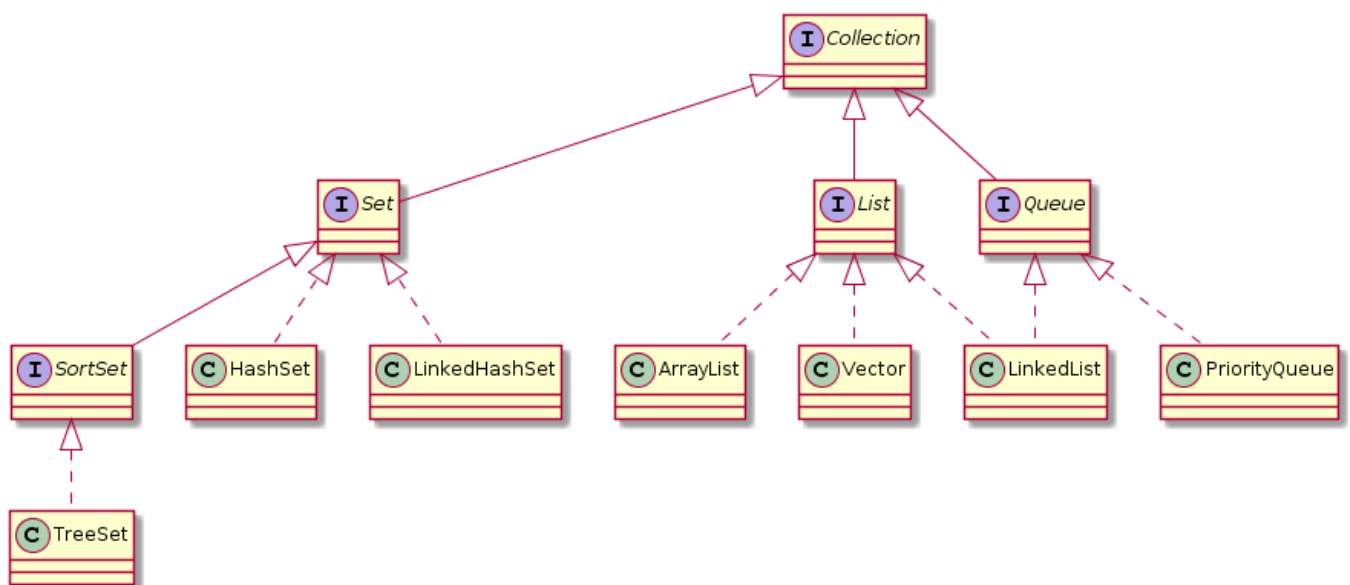 I Collection
I Set
I List
I Queue
I SortSet
C HashSet
C LinkedHashSet
C ArrayList
C Vector
C LinkedList
C PriorityQueue
C TreeSet